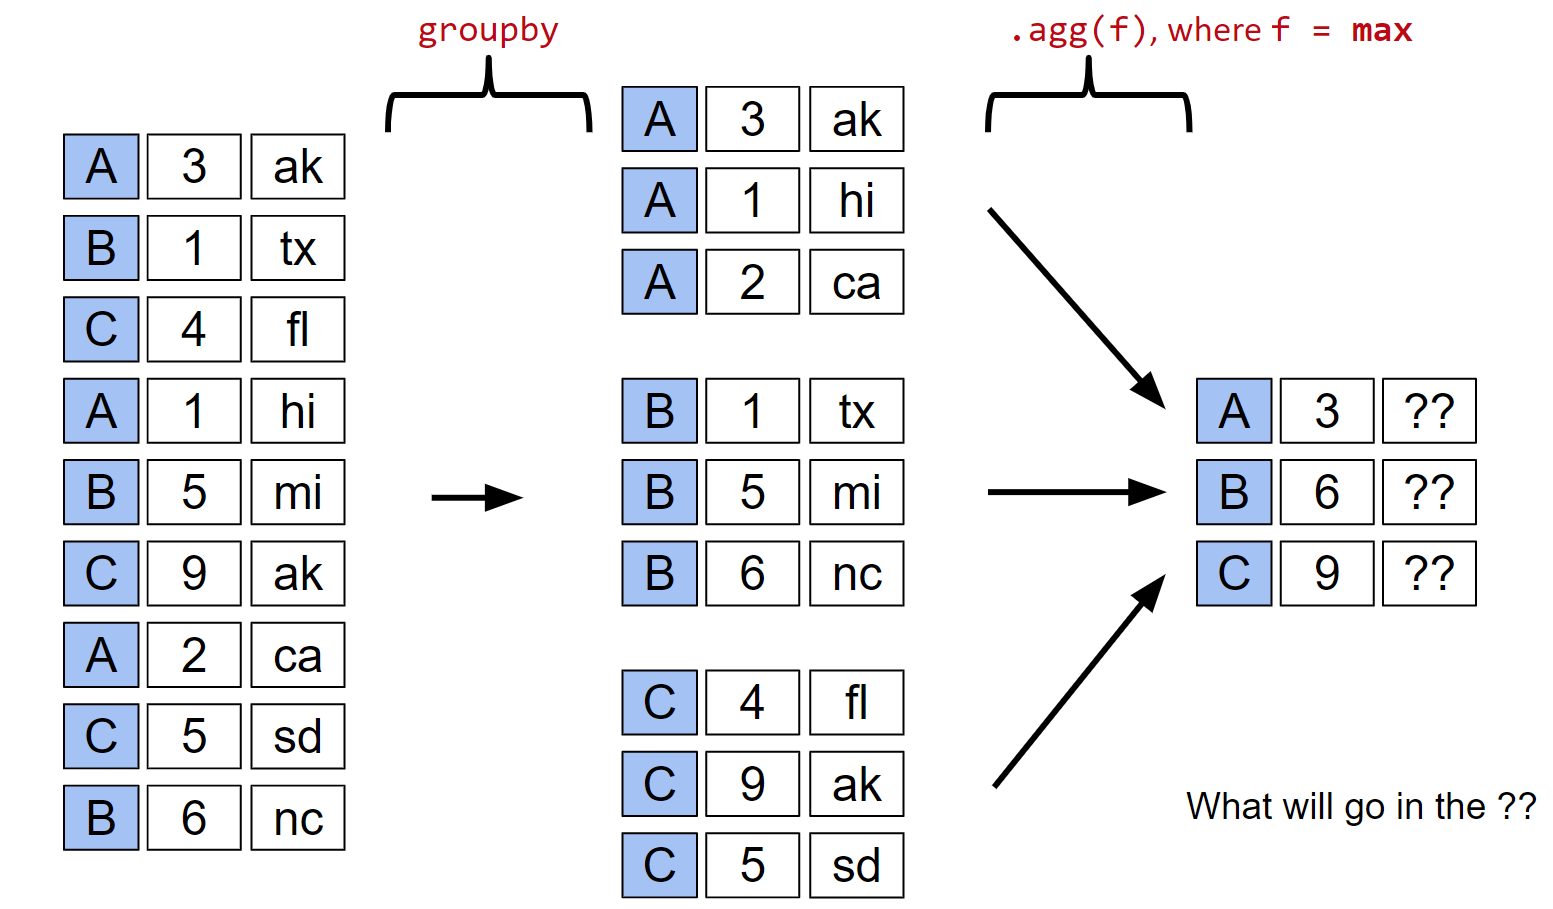 groupby
.agg(f), where f = max
A 3 ak
B 1 tx
C 4 fl
A 1 hi
B 5 mi
C 9 ak
A 2 ca
C 5 sd
B 6 nc
A 3 ak
A 1 hi
A 2 ca
B 1 tx
B 5 mi
B 6 nc
C 4 fl
C 9 ak
C 5 sd
A 3 ??
B 6 ??
C 9 ??
What will go in the ??